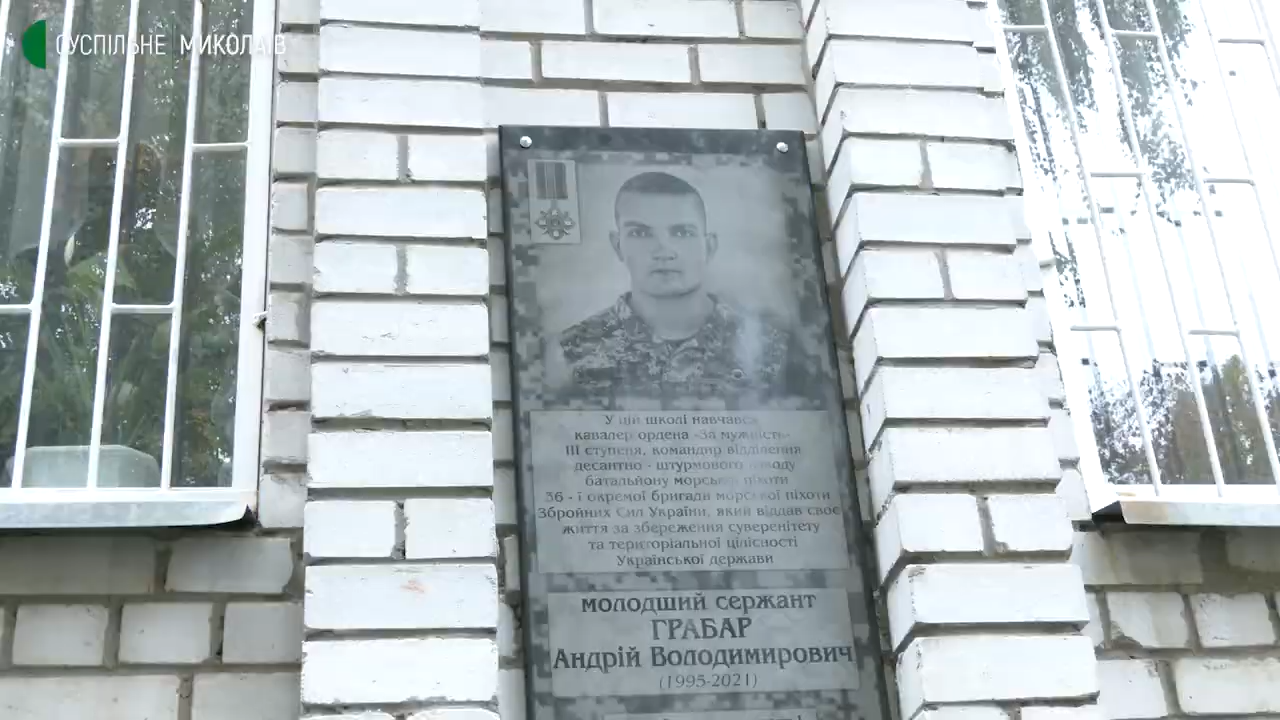 СУСПІЛЬНЕ МИКОЛАЇВ
У цій школі навчався
кавалер ордена «За мужність»
III ступеня, командир відділення
десантно - штурмового взводу
батальйону морської піхоти
36 - ї окремої бригади морської піхоти
Збройних Сил України, який віддав своє
життя за збереження суверенітету
та територіальної цілісності
Української держави
молодший сержант
ГРАБАР
Андрій Володимирович
(1995-2021)